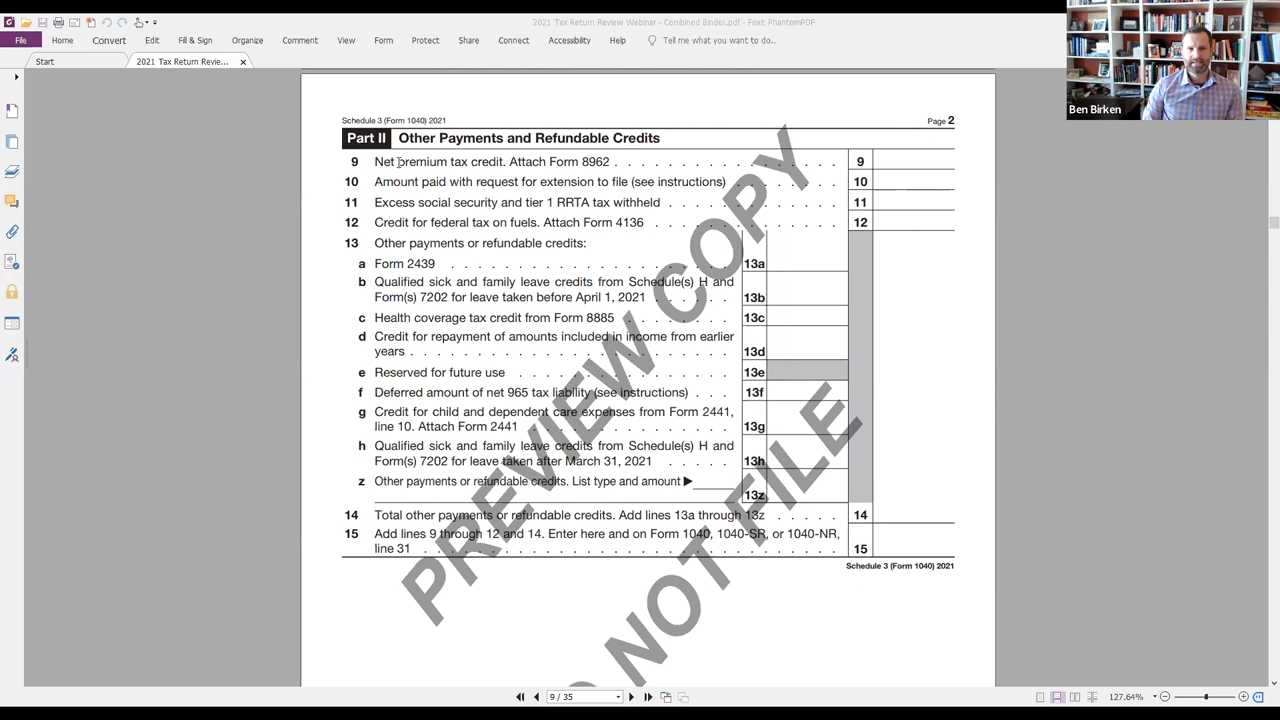 2021 Tax Return Review Webinar - Combined Binder.pdf - Foxit PhantomPDF
File Home Convert Edit Fill & Sign Organize Comment View Form Protect Share Connect Accessibility Help Tell me what you want to do...
Start 2021 Tax Return Revie...
Ben Birken
Schedule 3 (Form 1040) 2021 Page 2
Part II Other Payments and Refundable Credits
9 Net premium tax credit. Attach Form 8962 . . . . . . . . . . . . . . . . . 9
10 Amount paid with request for extension to file (see instructions) . . . . . . . . 10
11 Excess social security and tier 1 RRTA tax withheld . . . . . . . . . . . . . 11
12 Credit for federal tax on fuels. Attach Form 4136 . . . . . . . . . . . . . . 12
13 Other payments or refundable credits:
a Form 2439 . . . . . . . . . . . . . . . . . . . . . 13a
b Qualified sick and family leave credits from Schedule(s) H and
Form(s) 7202 for leave taken before April 1, 2021 . . . . . . 13b
c Health coverage tax credit from Form 8885 . . . . . . . . 13c
d Credit for repayment of amounts included in income from earlier
years . . . . . . . . . . . . . . . . . . . . . . . . 13d
e Reserved for future use . . . . . . . . . . . . . . . . 13e
f Deferred amount of net 965 tax liability (see instructions) . . . 13f
g Credit for child and dependent care expenses from Form 2441,
line 10. Attach Form 2441 . . . . . . . . . . . . . . . 13g
h Qualified sick and family leave credits from Schedule(s) H and
Form(s) 7202 for leave taken after March 31, 2021 . . . . . 13h
z Other payments or refundable credits. List type and amount ▶
13z
14 Total other payments or refundable credits. Add lines 13a through 13z . . . . . 14
15 Add lines 9 through 12 and 14. Enter here and on Form 1040, 1040-SR, or 1040-NR,
line 31 . . . . . . . . . . . . . . . . . . . . . . . . . . . . . . . 15
Schedule 3 (Form 1040) 2021
PREVIEW COPY
NOT FILE
9 / 35 127.64%